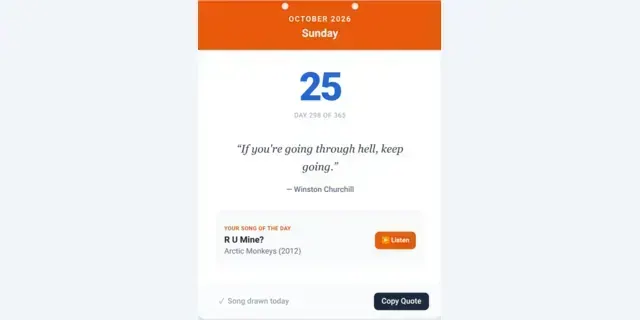 OCTOBER 2026
Sunday
25
DAY 298 OF 365
“If you're going through hell, keep
going.”
— Winston Churchill
YOUR SONG OF THE DAY
R U Mine?
Arctic Monkeys (2012)
▶️ Listen
✓ Song drawn today
Copy Quote